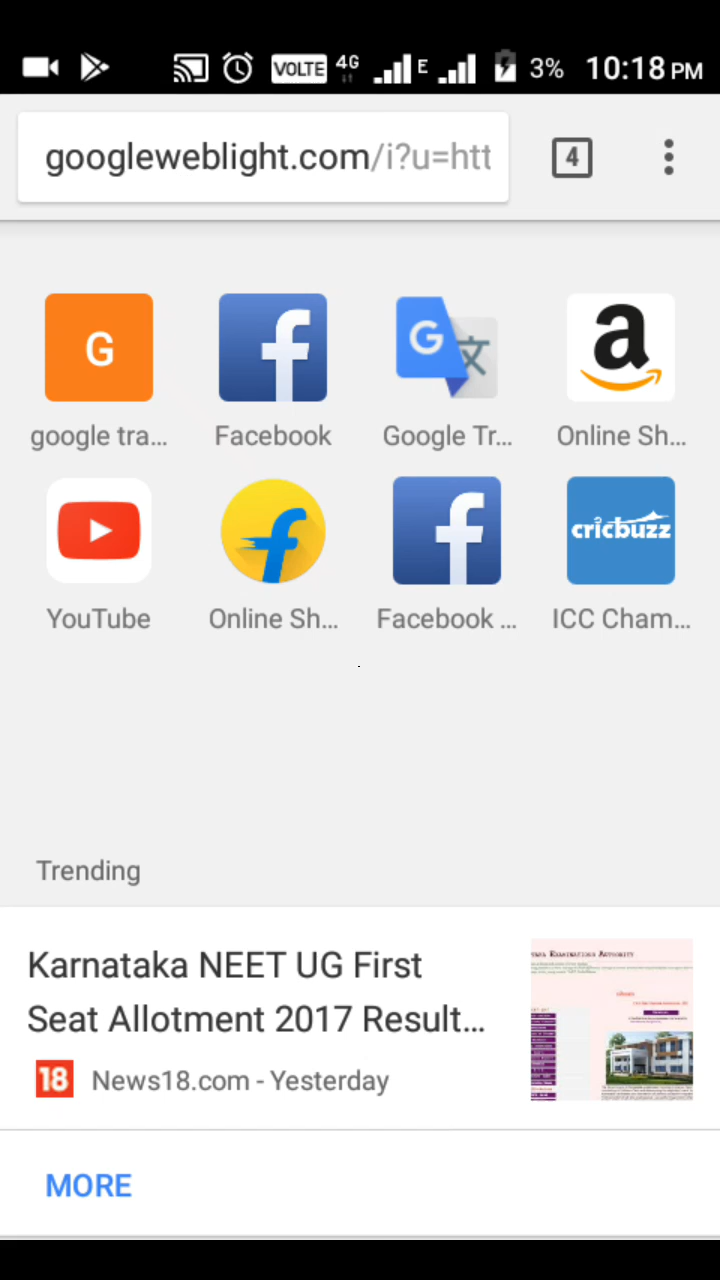 VOLTE 4G E 3% 10:18 PM
googleweblight.com/i?u=htt 4
G f G 文 a
google tra... Facebook Google Tr... Online Sh...
f f cricbuzz
YouTube Online Sh... Facebook ... ICC Cham...
Trending
Karnataka NEET UG First
Seat Allotment 2017 Result...
18 News18.com - Yesterday
MORE